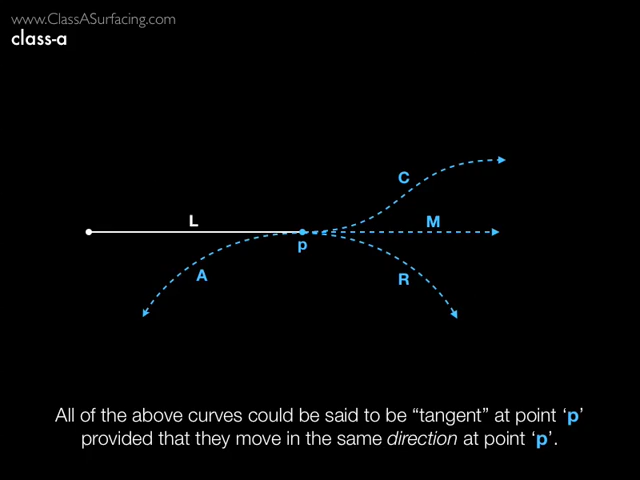 www.ClassASurfacing.com
class-a
C
L
M
p
A
R
All of the above curves could be said to be “tangent” at point ‘p’
provided that they move in the same direction at point ‘p’.